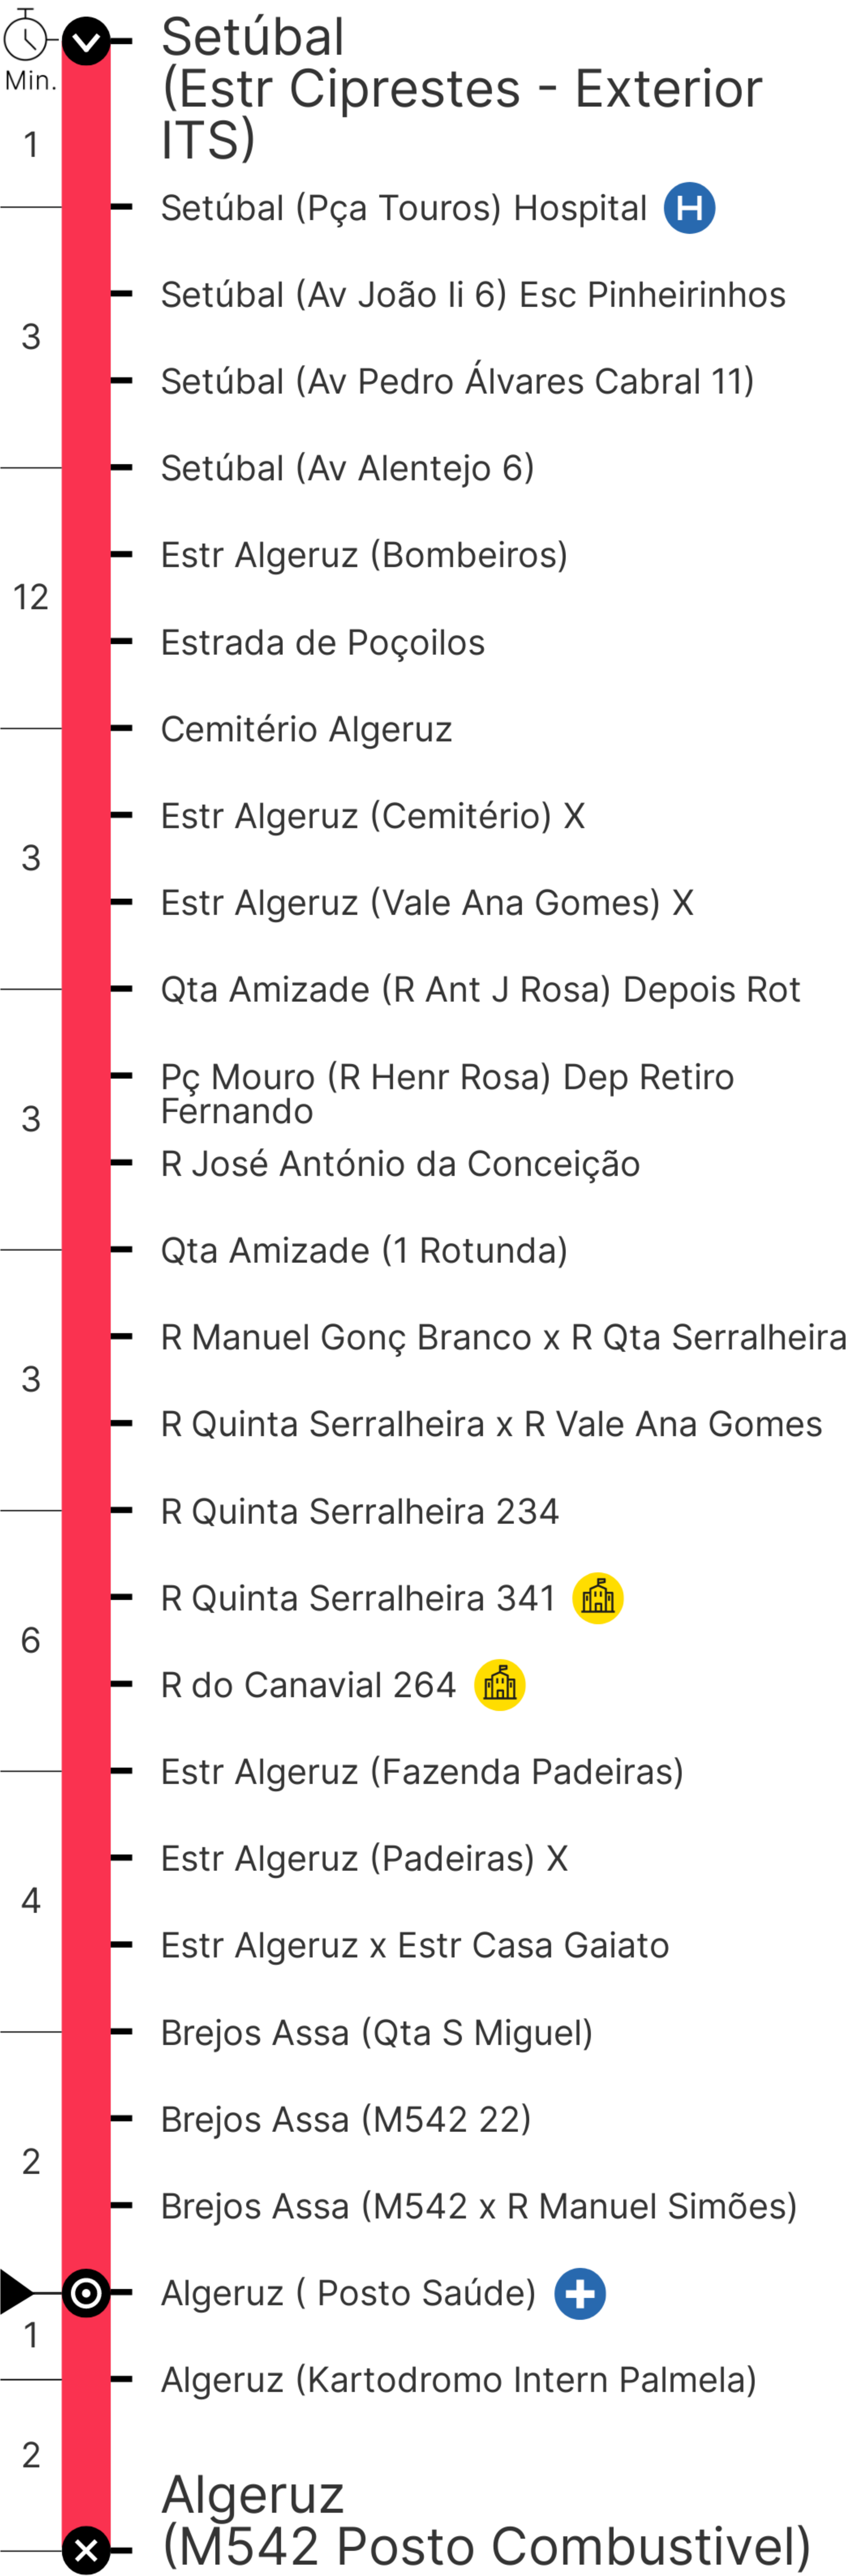 Setúbal
Min.
(Estr Ciprestes - Exterior
ITS)
1
Setúbal (Pça Touros) Hospital H
Setúbal (Av João Ii 6) Esc Pinheirinhos
3
Setúbal (Av Pedro Álvares Cabral 11)
Setúbal (Av Alentejo 6)
Estr Algeruz (Bombeiros)
12
Estrada de Poçoilos
Cemitério Algeruz
Estr Algeruz (Cemitério) X
3
Estr Algeruz (Vale Ana Gomes) X
Qta Amizade (R Ant J Rosa) Depois Rot
Pç Mouro (R Henr Rosa) Dep Retiro
Fernando
3
R José António da Conceição
Qta Amizade (1 Rotunda)
R Manuel Gonç Branco x R Qta Serralheira
3
R Quinta Serralheira x R Vale Ana Gomes
R Quinta Serralheira 234
R Quinta Serralheira 341
6
R do Canavial 264
Estr Algeruz (Fazenda Padeiras)
Estr Algeruz (Padeiras) X
4
Estr Algeruz x Estr Casa Gaiato
Brejos Assa (Qta S Miguel)
Brejos Assa (M542 22)
2
Brejos Assa (M542 x R Manuel Simões)
Algeruz ( Posto Saúde)
1
Algeruz (Kartodromo Intern Palmela)
2
Algeruz
(M542 Posto Combustivel)